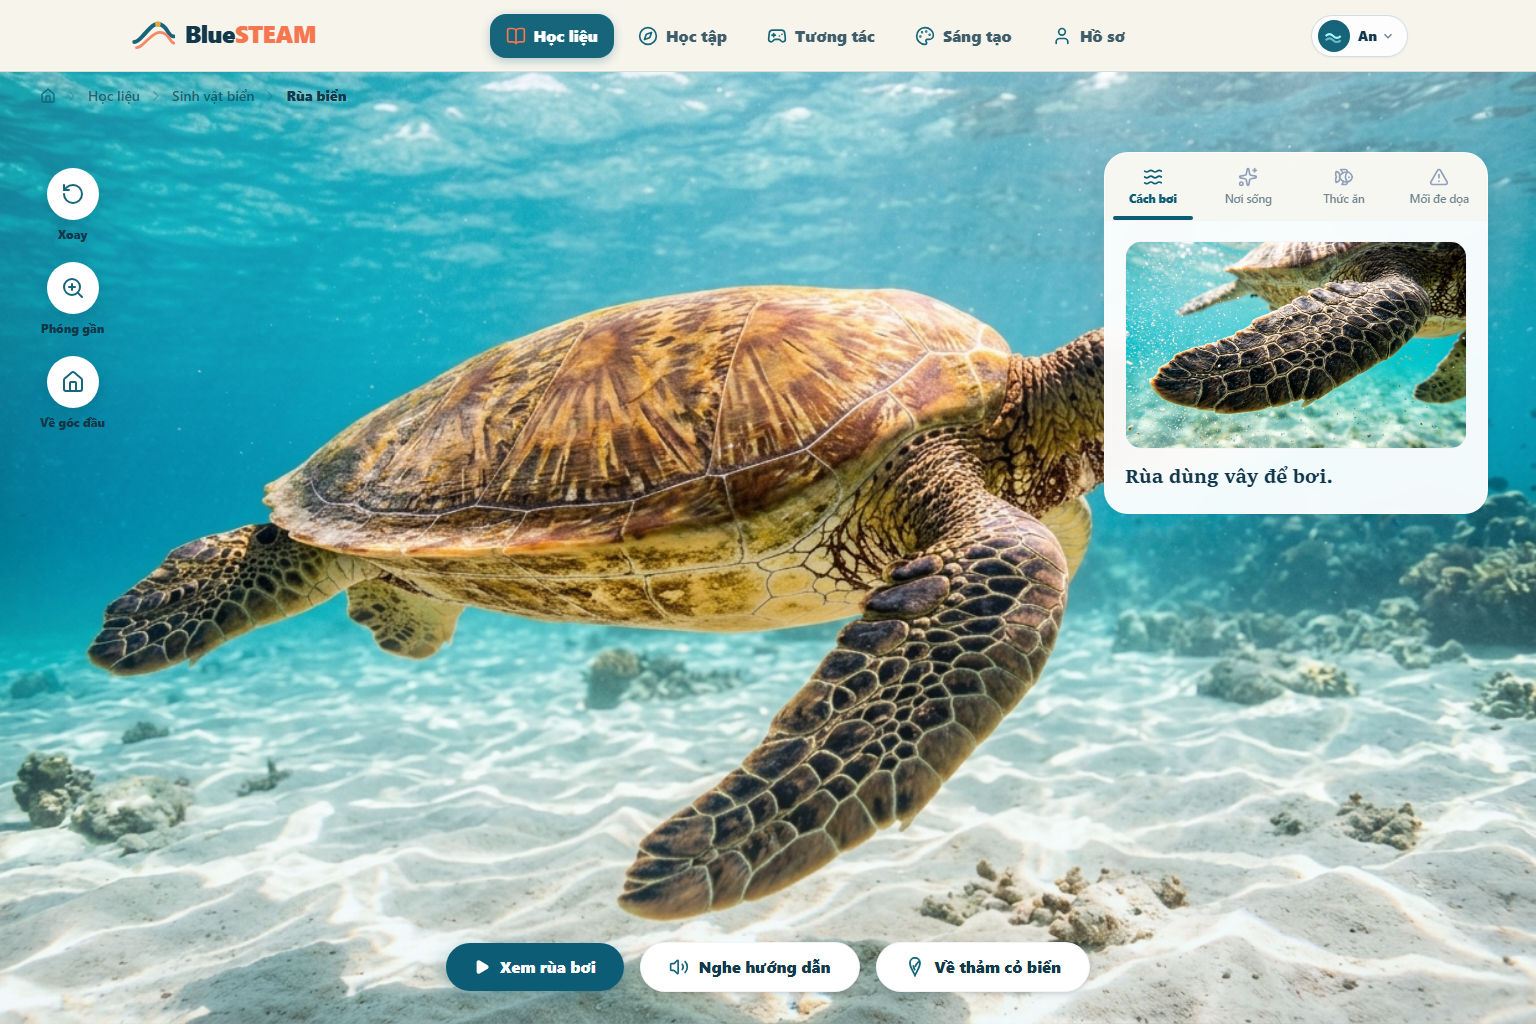 BlueSTEAM
Học liệu
Học tập
Tương tác
Sáng tạo
Hồ sơ
An
Học liệu
Sinh vật biển
Rùa biển
Xoay
Phóng gần
Về góc đầu
Cách bơi
Nơi sống
Thức ăn
Mối đe dọa
Rùa dùng vây để bơi.
Xem rùa bơi
Nghe hướng dẫn
Về thảm cỏ biển